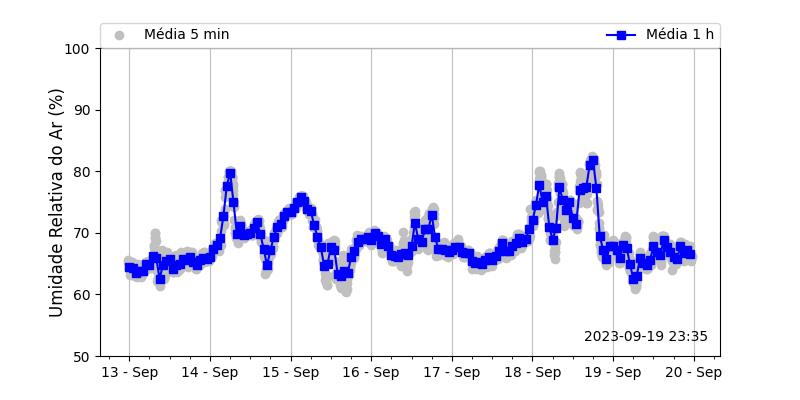 Média 5 min
Média 1 h
Umidade Relativa do Ar (%)
100
90
80
70
60
50
2023-09-19 23:35
13 - Sep
14 - Sep
15 - Sep
16 - Sep
17 - Sep
18 - Sep
19 - Sep
20 - Sep